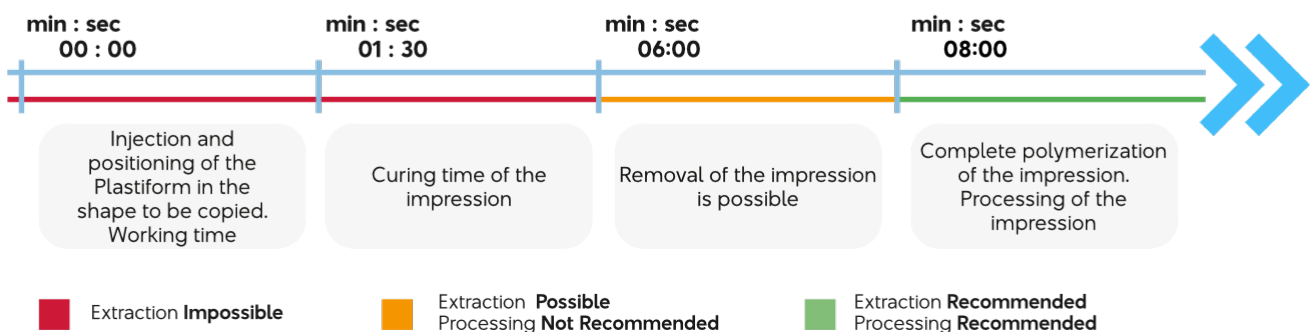 min : sec
00 : 00
min : sec
01 : 30
min : sec
06:00
min : sec
08:00
Injection and
positioning of the
Plastiform in the
shape to be copied.
Working time
Curing time of the
impression
Removal of the impression
is possible
Complete polymerization
of the impression.
Processing of the
impression
Extraction Impossible
Extraction Possible
Processing Not Recommended
Extraction Recommended
Processing Recommended